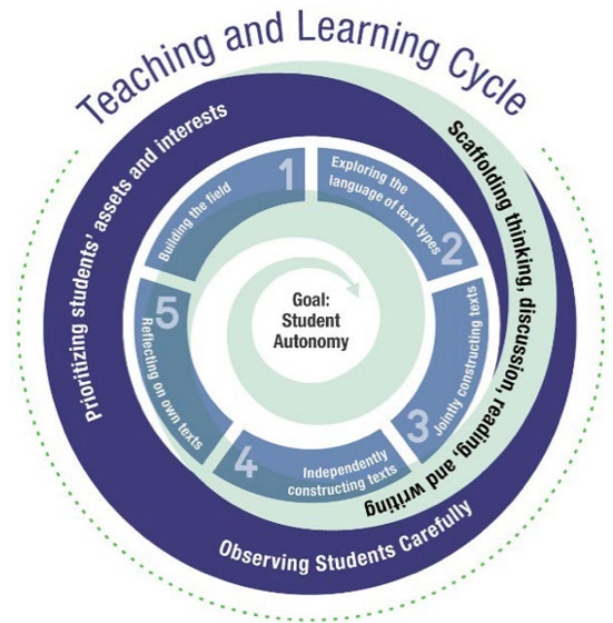 Teaching and Learning Cycle
Prioritizing students' assets and interests
Scaffolding thinking, discussion, reading, and writing
Observing Students Carefully
1
Building the field
Exploring the
language of text types
2
Jointly constructing texts
3
Independently
constructing texts
4
Reflecting on own texts
5
Goal:
Student
Autonomy